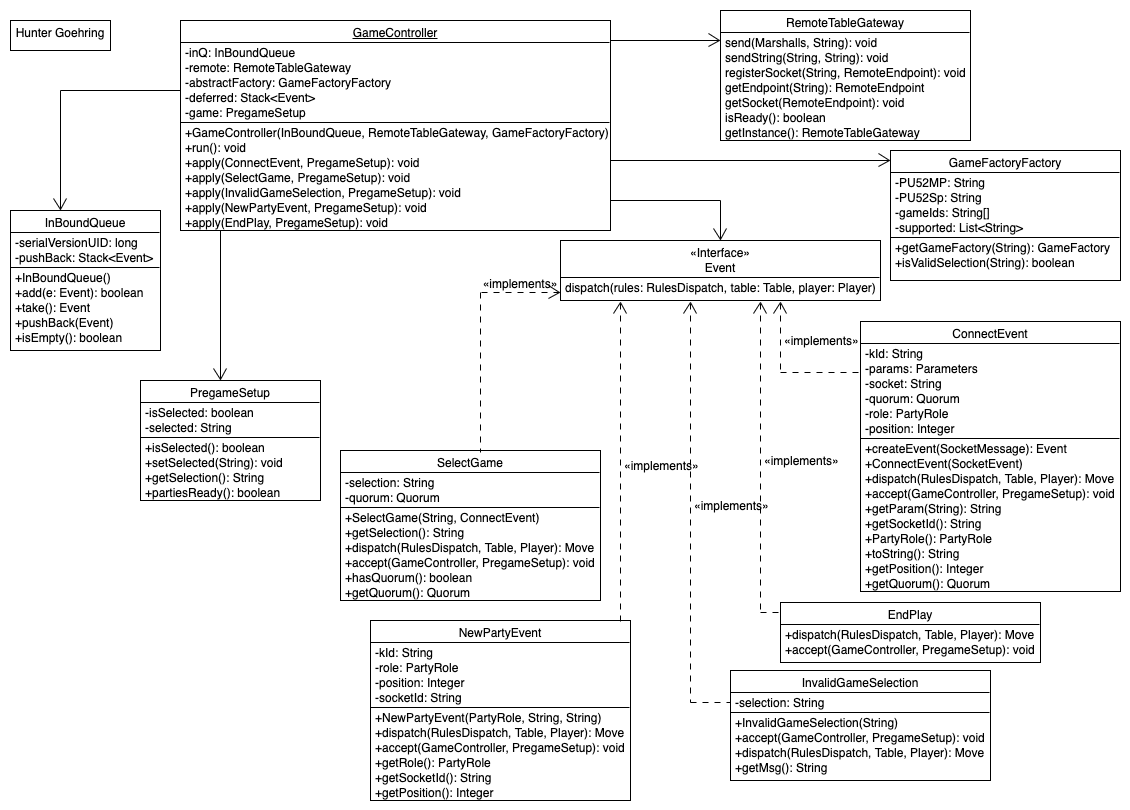 Hunter Goehring
GameController
-inQ: InBoundQueue
-remote: RemoteTableGateway
-abstractFactory: GameFactoryFactory
-deferred: Stack<Event>
-game: PregameSetup
+GameController(InBoundQueue, RemoteTableGateway, GameFactoryFactory)
+run(): void
+apply(ConnectEvent, PregameSetup): void
+apply(SelectGame, PregameSetup): void
+apply(InvalidGameSelection, PregameSetup): void
+apply(NewPartyEvent, PregameSetup): void
+apply(EndPlay, PregameSetup): void
RemoteTableGateway
send(Marshalls, String): void
sendString(String, String): void
registerSocket(String, RemoteEndpoint): void
getEndpoint(String): RemoteEndpoint
getSocket(RemoteEndpoint): void
isReady(): boolean
getInstance(): RemoteTableGateway
GameFactoryFactory
-PU52MP: String
-PU52Sp: String
-gameIds: String[]
-supported: List<String>
+getGameFactory(String): GameFactory
+isValidSelection(String): boolean
InBoundQueue
-serialVersionUID: long
-pushBack: Stack<Event>
+InBoundQueue()
+add(e: Event): boolean
+take(): Event
+pushBack(Event)
+isEmpty(): boolean
«Interface»
Event
dispatch(rules: RulesDispatch, table: Table, player: Player)
«implements»
«implements»
«implements»
«implements»
«implements»
PregameSetup
-isSelected: boolean
-selected: String
+isSelected(): boolean
+setSelected(String): void
+getSelection(): String
+partiesReady(): boolean
ConnectEvent
-kId: String
-params: Parameters
-socket: String
-quorum: Quorum
-role: PartyRole
-position: Integer
+createEvent(SocketMessage): Event
+ConnectEvent(SocketEvent)
+dispatch(RulesDispatch, Table, Player): Move
+accept(GameController, PregameSetup): void
+getParam(String): String
+getSocketId(): String
+PartyRole(): PartyRole
+toString(): String
+getPosition(): Integer
+getQuorum(): Quorum
SelectGame
-selection: String
-quorum: Quorum
+SelectGame(String, ConnectEvent)
+getSelection(): String
+dispatch(RulesDispatch, Table, Player): Move
+accept(GameController, PregameSetup): void
+hasQuorum(): boolean
+getQuorum(): Quorum
EndPlay
+dispatch(RulesDispatch, Table, Player): Move
+accept(GameController, PregameSetup): void
NewPartyEvent
-kId: String
-role: PartyRole
-position: Integer
-socketId: String
+NewPartyEvent(PartyRole, String, String)
+dispatch(RulesDispatch, Table, Player): Move
+accept(GameController, PregameSetup): void
+getRole(): PartyRole
+getSocketId(): String
+getPosition(): Integer
InvalidGameSelection
-selection: String
+InvalidGameSelection(String)
+accept(GameController, PregameSetup): void
+dispatch(RulesDispatch, Table, Player): Move
+getMsg(): String